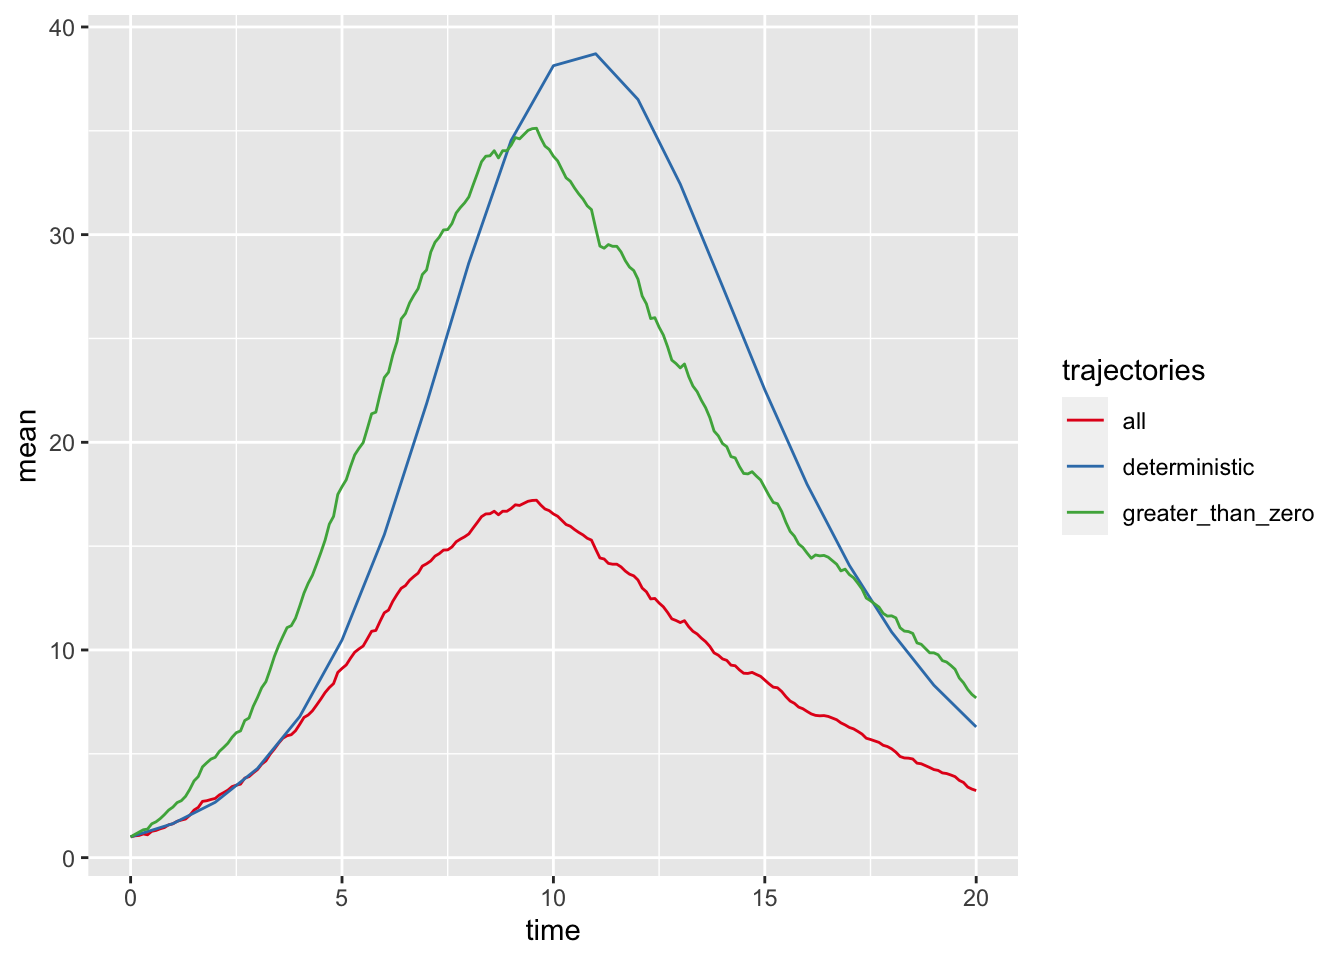 40
30
20
10
0
mean
0 5 10 15 20
time
trajectories
all
deterministic
greater_than_zero